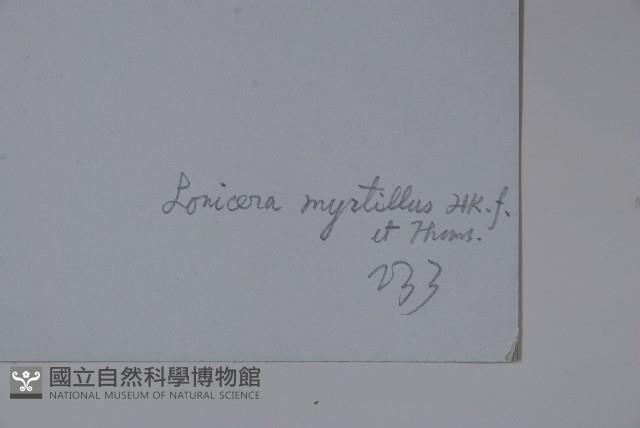 Lonicera myrtillus HK.f.
et Thoms.
233
國立自然科學博物館
NATIONAL MUSEUM OF NATURAL SCIENCE